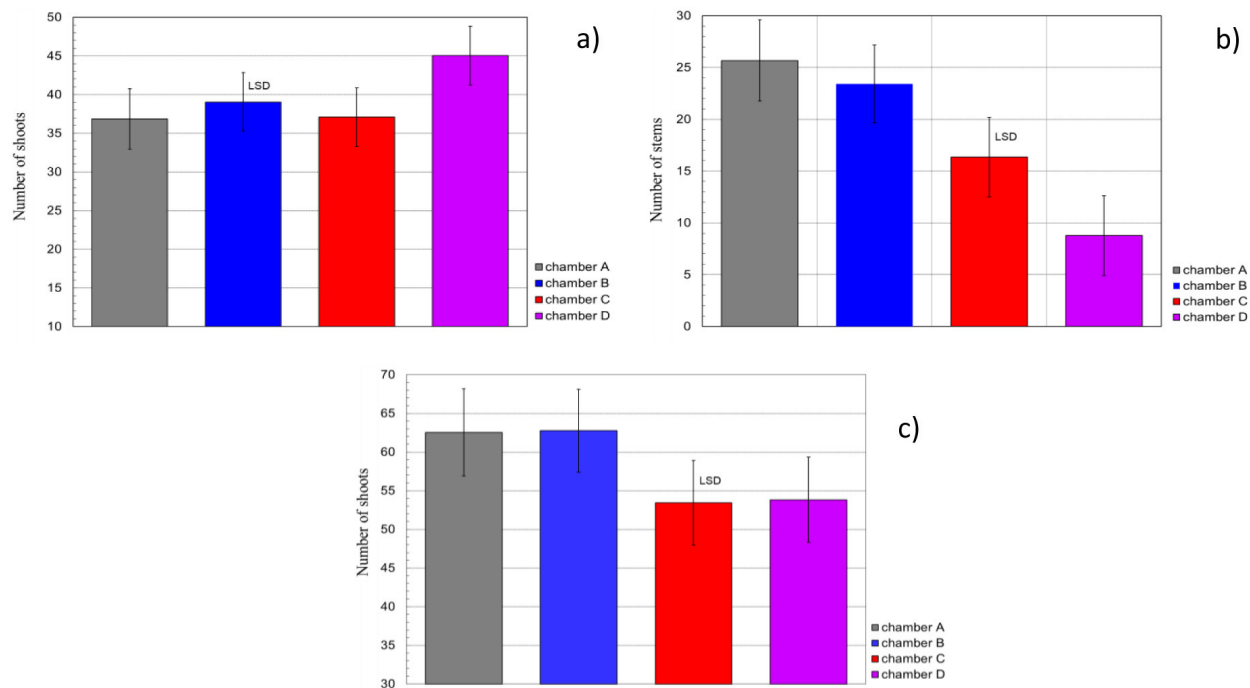 a)
Number of shoots
50
45
40
35
30
25
20
15
10
LSD
chamber A
chamber B
chamber C
chamber D
b)
Number of stems
30
25
20
15
10
5
0
LSD
chamber A
chamber B
chamber C
chamber D
c)
Number of shoots
70
65
60
55
50
45
40
35
30
LSD
chamber A
chamber B
chamber C
chamber D